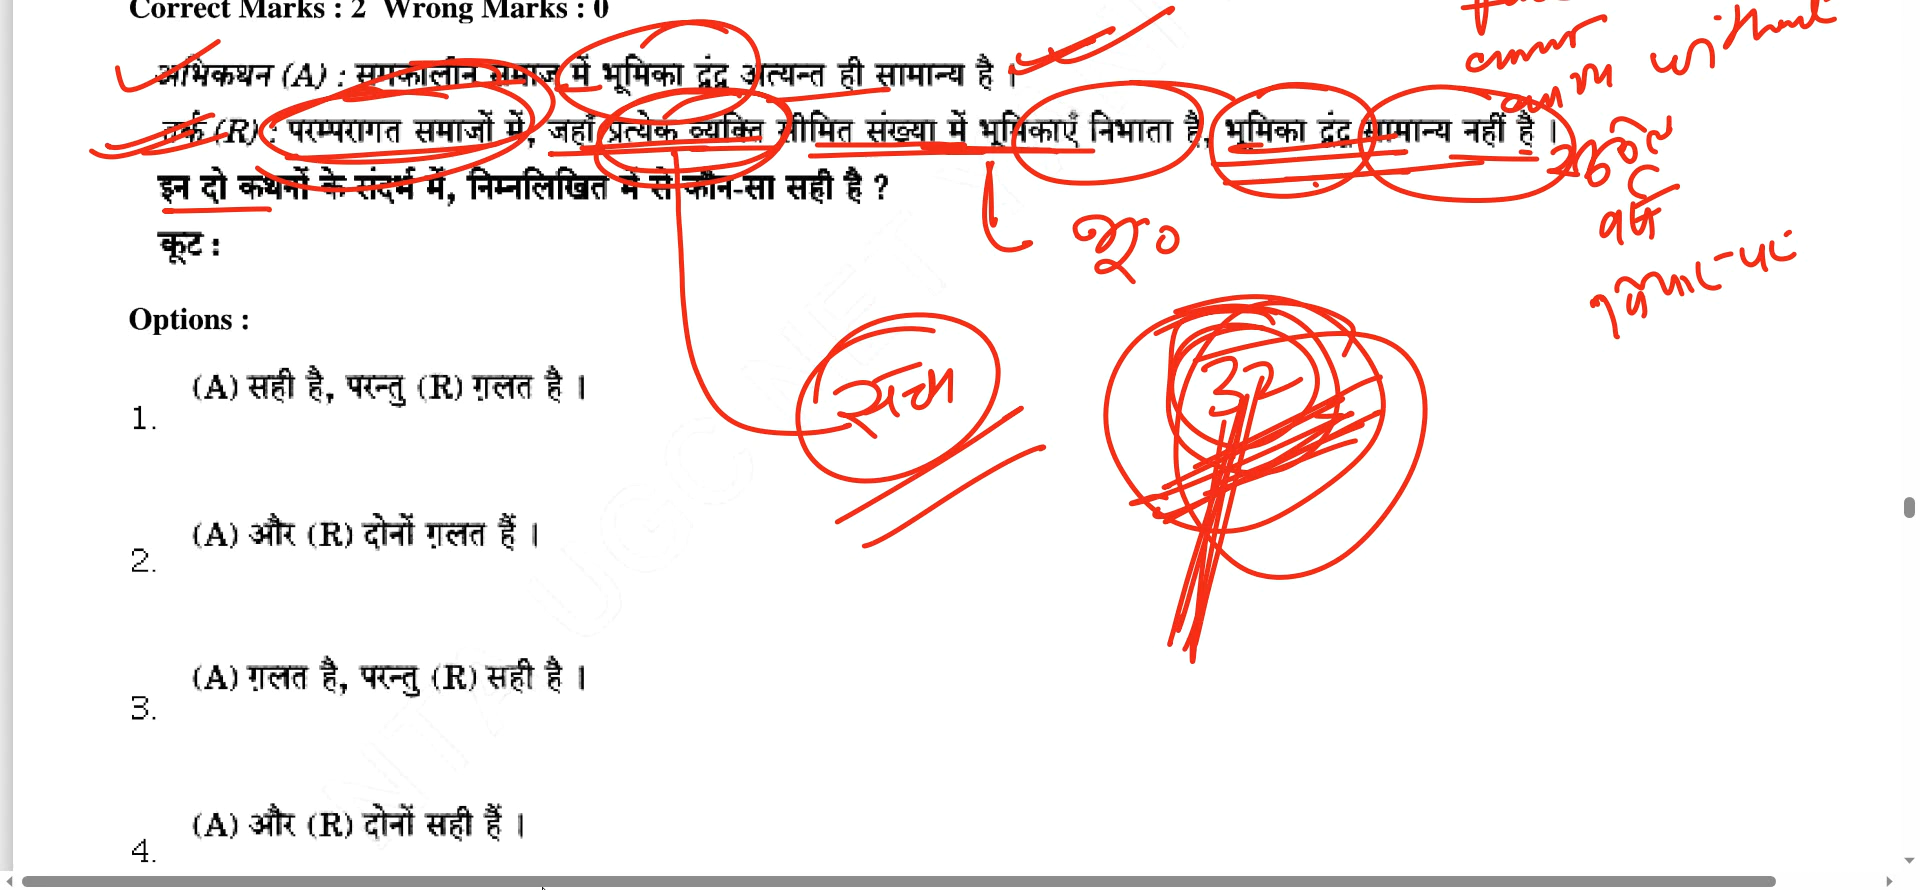 Correct Marks : 2 Wrong Marks : 0
अभिकथन (A) : समकालीन समाज में भूमिका द्वंद्व अत्यन्त ही सामान्य है ।
तर्क (R) : परम्परागत समाजों में, जहाँ प्रत्येक व्यक्ति सीमित संख्या में भूमिकाएँ निभाता है, भूमिका द्वंद्व सामान्य नहीं है ।
इन दो कथनों के संदर्भ में, निम्नलिखित में से कौन-सा सही है ?
कूट :
Options :
(A) सही है, परन्तु (R) ग़लत है ।
1.
(A) और (R) दोनों ग़लत हैं ।
2.
(A) ग़लत है, परन्तु (R) सही है ।
3.
(A) और (R) दोनों सही हैं ।
4.